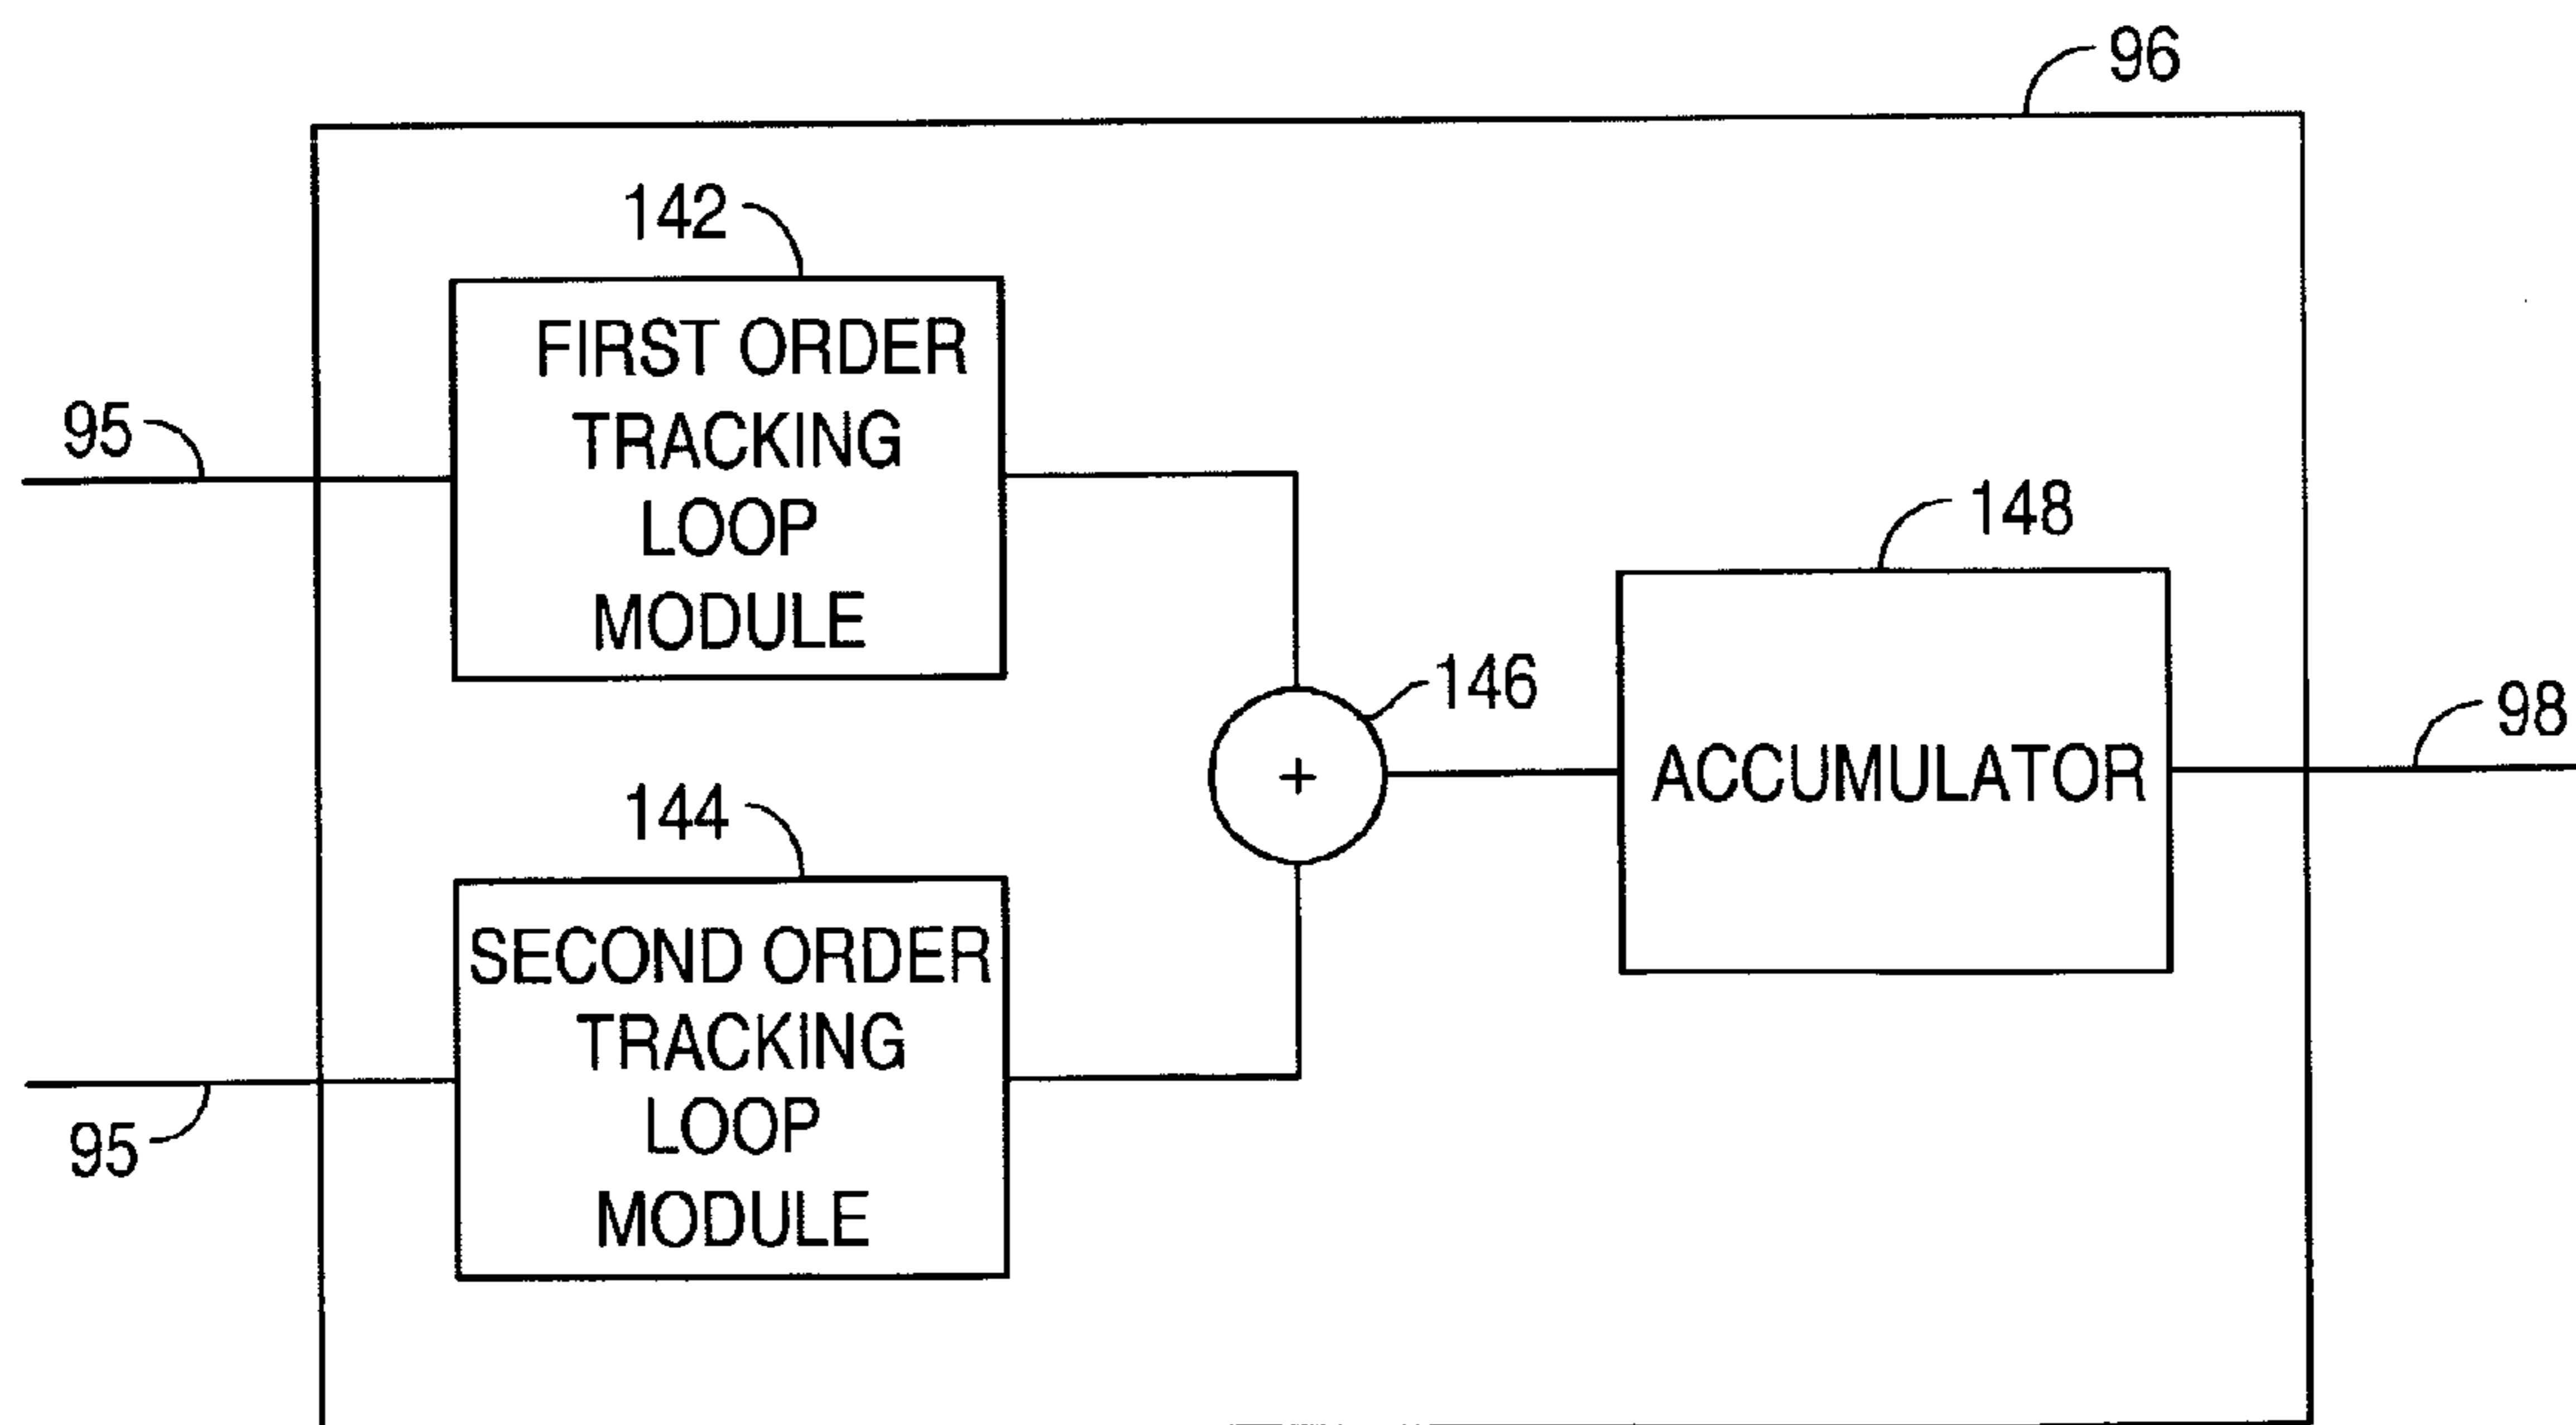 96
142
FIRST ORDER
TRACKING
LOOP
MODULE
95
148
ACCUMULATOR
146
+
98
144
SECOND ORDER
TRACKING
LOOP
MODULE
95